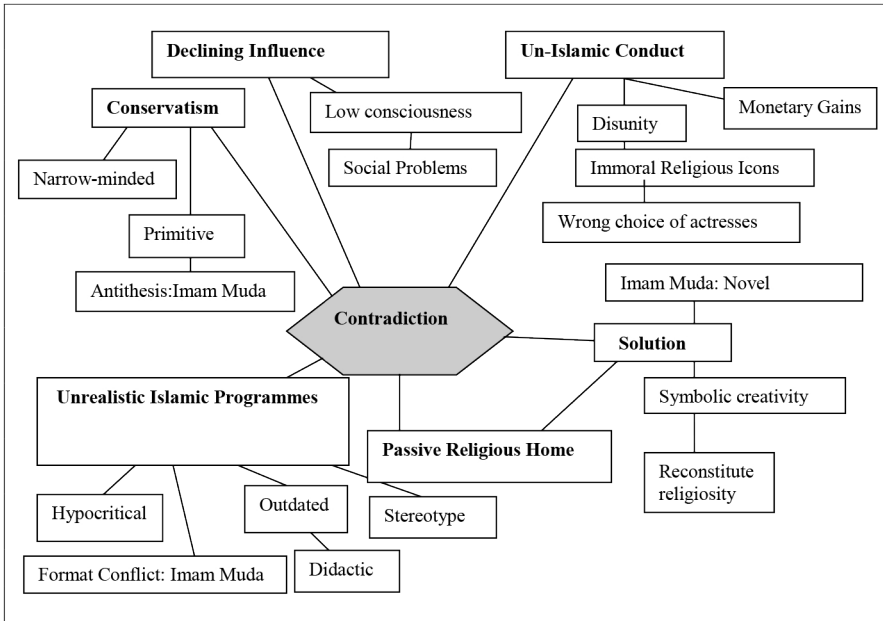 Declining Influence
Un-Islamic Conduct
Conservatism
Low consciousness
Monetary Gains
Disunity
Social Problems
Immoral Religious Icons
Narrow-minded
Wrong choice of actresses
Primitive
Antithesis:Imam Muda
Imam Muda: Novel
Contradiction
Solution
Unrealistic Islamic Programmes
Symbolic creativity
Passive Religious Home
Reconstitute
religiosity
Hypocritical
Outdated
Stereotype
Format Conflict: Imam Muda
Didactic